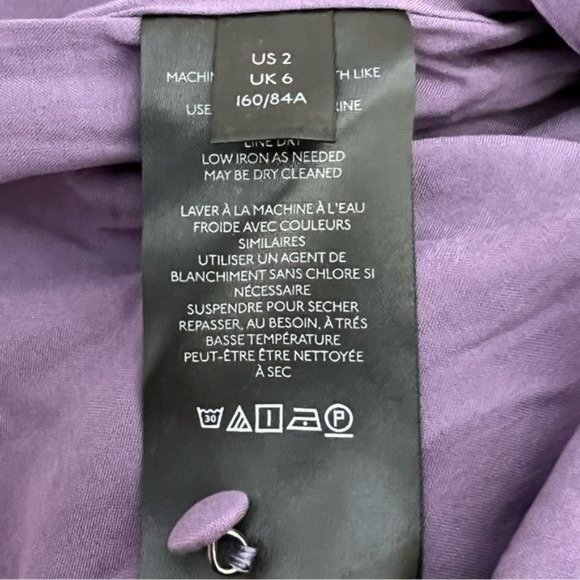 US 2
UK 6
160/84A
TH LIKE
USE
LINE DRY
LOW IRON AS NEEDED
MAY BE DRY CLEANED
LAVER À LA MACHINE À L'EAU
FROIDE AVEC COULEURS
SIMILAIRES
UTILISER UN AGENT DE
BLANCHIMENT SANS CHLORE SI
NÉCESSAIRE
SUSPENDRE POUR SECHER
REPASSER, AU BESOIN, À TRÉS
BASSE TEMPÉRATURE
PEUT-ÊTRE ÊTRE NETTOYÉE
À SEC
30 P